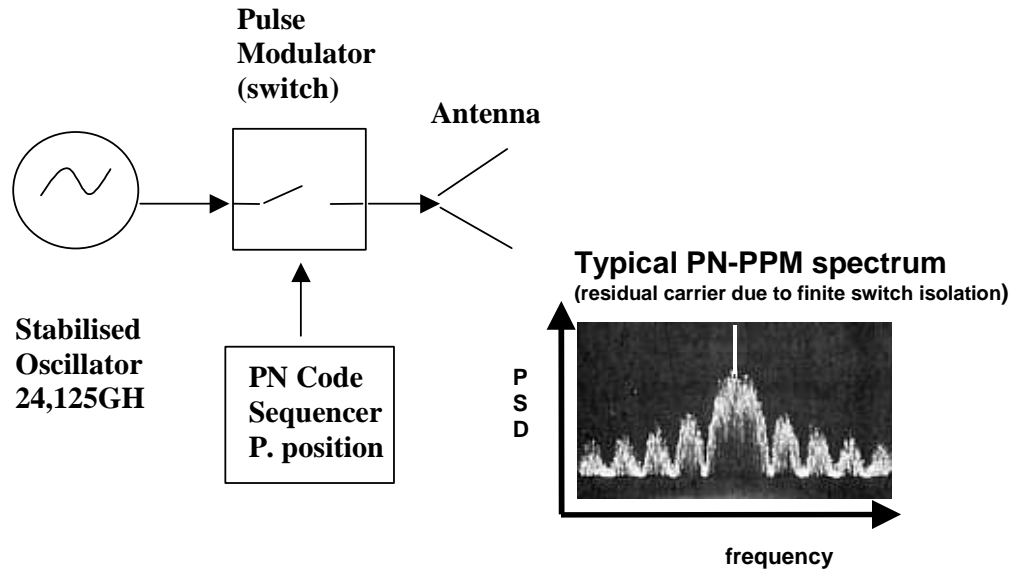 Pulse
Modulator
(switch)
Antenna
Stabilised
Oscillator
24,125GH
PN Code
Sequencer
P. position
Typical PN-PPM spectrum
(residual carrier due to finite switch isolation)
P
S
D
frequency